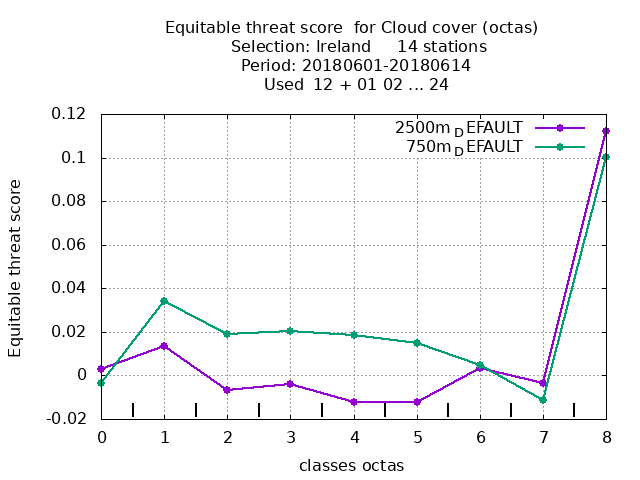 Equitable threat score  for Cloud cover (octas)
Selection: Ireland     14 stations
Period: 20180601-20180614
Used  12 + 01 02 ... 24
2500m_DEFAULT
750m_DEFAULT
0.12
0.1
0.08
0.06
0.04
0.02
0
-0.02
Equitable threat score
0 1 2 3 4 5 6 7 8
classes octas